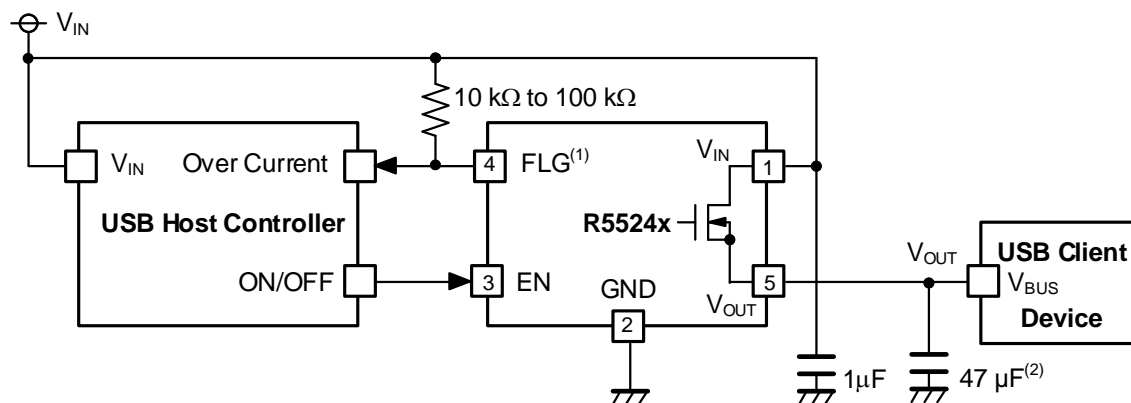 V_IN
10 kΩ to 100 kΩ
V_IN
Over Current
USB Host Controller
ON/OFF
4
FLG(1)
3
EN
GND
2
V_IN
1
R5524x
5
V_OUT
V_OUT
USB Client
V_BUS
Device
1μF
47 µF(2)